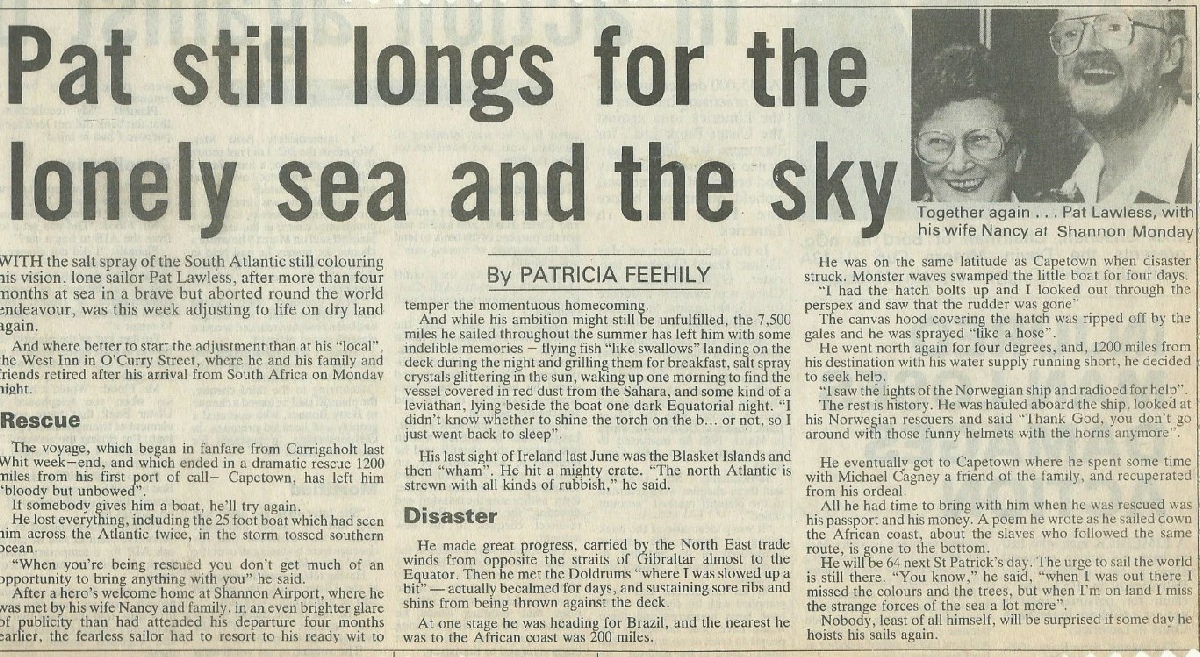 Pat still longs for the
lonely sea and the sky
Together again . . . Pat Lawless, with
his wife Nancy at Shannon Monday
WITH the salt spray of the South Atlantic still colouring
his vision, lone sailor Pat Lawless, after more than four
months at sea in a brave but aborted round the world
endeavour, was this week adjusting to life on dry land
again.
And where better to start the adjustment than at his "local",
the West Inn in O'Curry Street, where he and his family and
friends retired after his arrival from South Africa on Monday
night.
Rescue
The voyage, which began in fanfare from Carrigaholt last
Whit week–end, and which ended in a dramatic rescue 1200
miles from his first port of call— Capetown, has left him
"bloody but unbowed".
If somebody gives him a boat, he'll try again.
He lost everything, including the 25 foot boat which had seen
him across the Atlantic twice, in the storm tossed southern
ocean.
"When you're being rescued you don't get much of an
opportunity to bring anything with you" he said.
After a hero's welcome home at Shannon Airport, where he
was met by his wife Nancy and family, in an even brighter glare
of publicity than had attended his departure four months
earlier, the fearless sailor had to resort to his ready wit to
By PATRICIA FEEHILY
temper the momentuous homecoming.
And while his ambition might still be unfulfilled, the 7,500
miles he sailed throughout the summer has left him with some
indelible memories — flying fish "like swallows" landing on the
deck during the night and grilling them for breakfast, salt spray
crystals glittering in the sun, waking up one morning to find the
vessel covered in red dust from the Sahara, and some kind of a
leviathan, lying beside the boat one dark Equatorial night. "I
didn't know whether to shine the torch on the b... or not, so I
just went back to sleep".
His last sight of Ireland last June was the Blasket Islands and
then "wham". He hit a mighty crate. "The north Atlantic is
strewn with all kinds of rubbish", he said.
Disaster
He made great progress, carried by the North East trade
winds from opposite the straits of Gibraltar almost to the
Equator. Then he met the Doldrums "where I was slowed up a
bit" — actually becalmed for days, and sustaining sore ribs and
shins from being thrown against the deck.
At one stage he was heading for Brazil, and the nearest he
was to the African coast was 200 miles.
He was on the same latitude as Capetown when disaster
struck. Monster waves swamped the little boat for four days.
"I had the hatch bolts up and I looked out through the
perspex and saw that the rudder was gone"
The canvas hood covering the hatch was ripped off by the
gales and he was sprayed "like a hose".
He went north again for four degrees, and, 1200 miles from
his destination with his water supply running short, he decided
to seek help.
"I saw the lights of the Norwegian ship and radioed for help".
The rest is history. He was hauled aboard the ship, looked at
his Norwegian rescuers and said "Thank God, you don't go
around with those funny helmets with the horns anymore".
He eventually got to Capetown where he spent some time
with Michael Cagney a friend of the family, and recuperated
from his ordeal.
All he had time to bring with him when he was rescued was
his passport and his money. A poem he wrote as he sailed down
the African coast, about the slaves who followed the same
route, is gone to the bottom.
He will be 64 next St Patrick's day. The urge to sail the world
is still there. "You know," he said, "when I was out there I
missed the colours and the trees, but when I'm on land I miss
the strange forces of the sea a lot more".
Nobody, least of all himself, will be surprised if some day he
hoists his sails again.